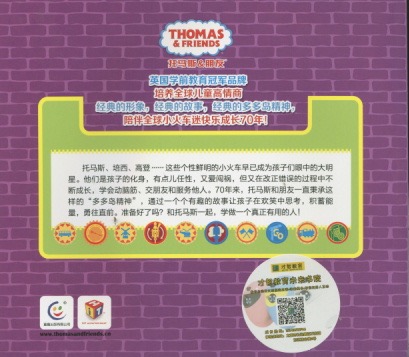 THOMAS
& FRIENDS
托马斯&朋友
英国学前教育冠军品牌
培养全球儿童高情商
经典的形象，经典的故事，经典的多多岛精神，
陪伴全球小火车迷快乐成长70年！
托马斯、培西、高登……这些个性鲜明的小火车早已成为孩子们眼中的大明
星。他们是孩子的化身，有点儿任性，又爱闯祸，但又在改正错误的过程中不
断成长，学会动脑筋、交朋友和服务他人。70年来，托马斯和朋友一直秉承这
样的“多多岛精神”，通过一个个有趣的故事让孩子在欢笑中思考，积蓄能
量，勇往直前。准备好了吗？和托马斯一起，学做一个真正有用的人！
www.thomasandfriends.cn